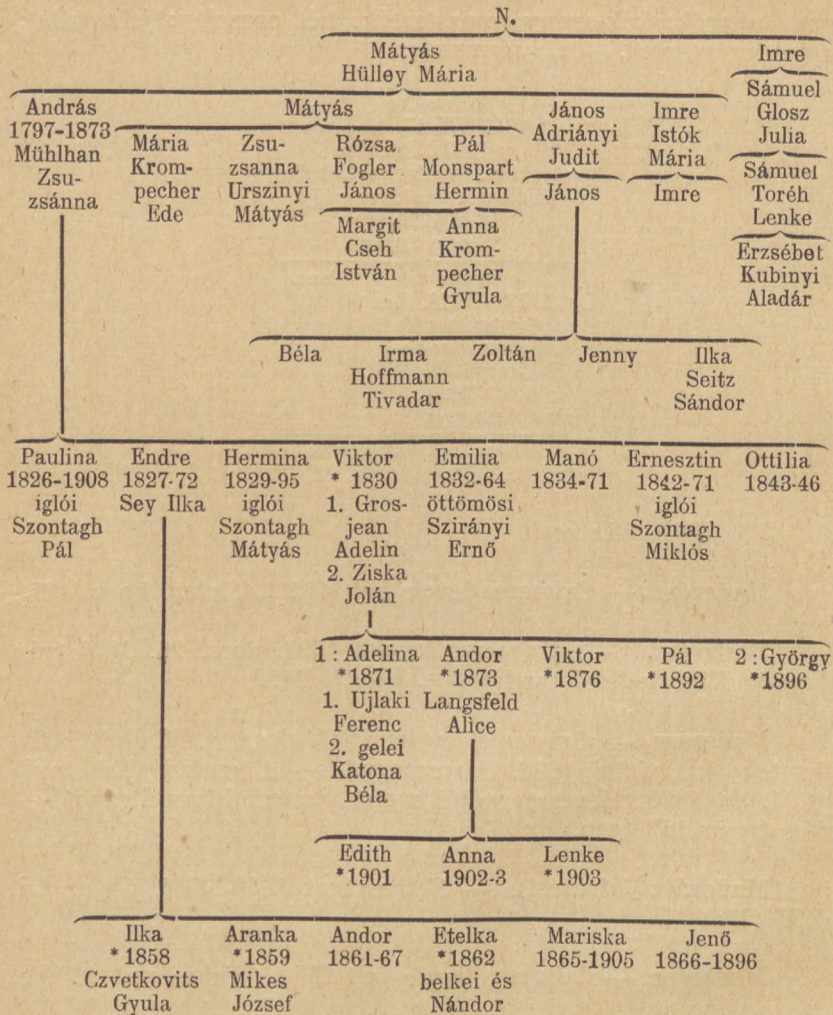 N.
Mátyás
Hülley Mária
Imre
Sámuel
Glosz
Julia
Sámuel
Toréh
Lenke
Erzsébet
Kubinyi
Aladár
András
1797-1873
Mühlhan
Zsu-
zsánna
Mátyás
János
Adriányi
Judit
Imre
Istók
Mária
Mária
Krom-
pecher
Ede
Zsu-
zsanna
Urszinyi
Mátyás
Rózsa
Fogler
János
Pál
Monspart
Hermin
János
Imre
Margit
Cseh
István
Anna
Krom-
pecher
Gyula
Béla
Irma
Hoffmann
Tivadar
Zoltán
Jenny
Ilka
Seitz
Sándor
Paulina
1826-1908
iglói
Szontagh
Pál
Endre
1827-72
Sey Ilka
Hermina
1829-95
iglói
Szontagh
Mátyás
Viktor
* 1830
1. Gros-
jean
Adelin
2. Ziska
Jolán
Emilia
1832-64
öttömösi
Szirányi
Ernő
Manó
1834-71
Ernesztin
1842-71
iglói
Szontagh
Miklós
Ottilia
1843-46
1 : Adelina
*1871
1. Ujlaki
Ferenc
2. gelei
Katona
Béla
Andor
*1873
Langsfeld
Alice
Viktor
*1876
Pál
*1892
2 : György
*1896
Edith
*1901
Anna
1902-3
Lenke
*1903
Ilka
* 1858
Czvetkovits
Gyula
Aranka
*1859
Mikes
József
Andor
1861-67
Etelka
*1862
belkei és
Nándor
Mariska
1865-1905
Jenő
1866-1896